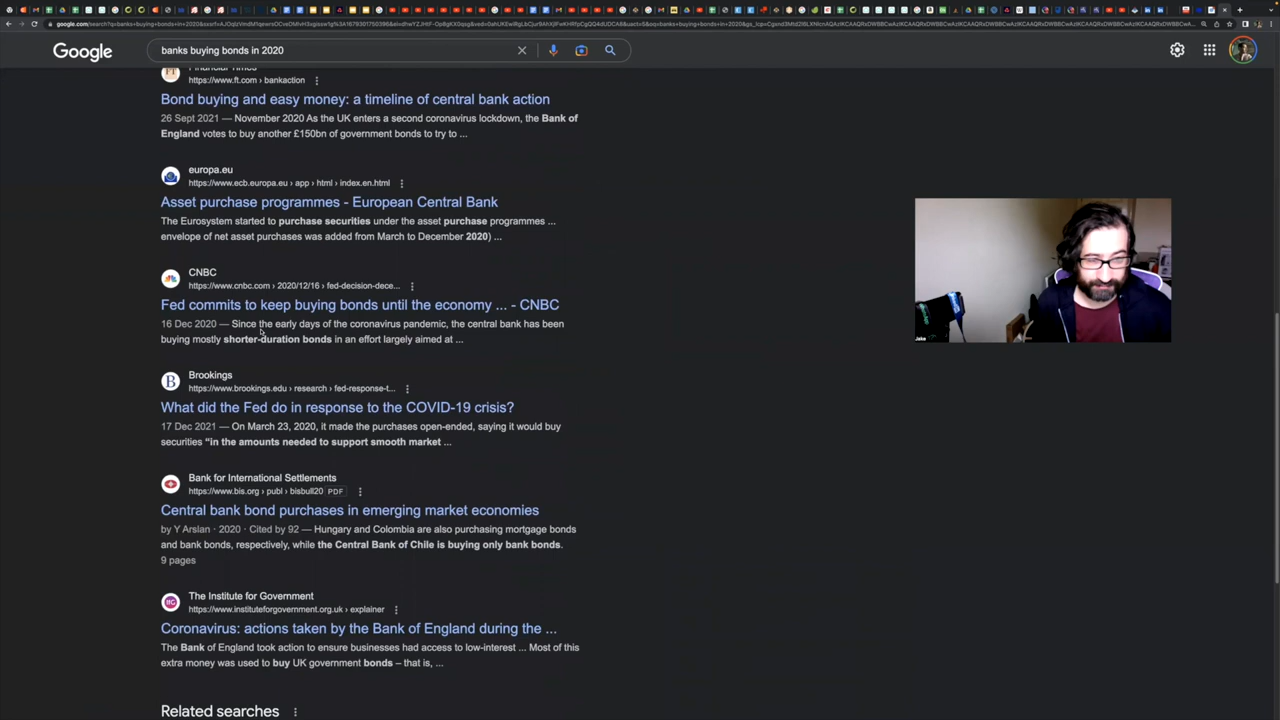 Google
banks buying bonds in 2020
Financial Times
https://www.ft.com › bankaction
Bond buying and easy money: a timeline of central bank action
26 Sept 2021 — November 2020 As the UK enters a second coronavirus lockdown, the Bank of
England votes to buy another £150bn of government bonds to try to ...
europa.eu
https://www.ecb.europa.eu › app › html › index.en.html
Asset purchase programmes - European Central Bank
The Eurosystem started to purchase securities under the asset purchase programmes ...
envelope of net asset purchases was added from March to December 2020) ...
CNBC
https://www.cnbc.com › 2020/12/16 › fed-decision-dece...
Fed commits to keep buying bonds until the economy ... - CNBC
16 Dec 2020 — Since the early days of the coronavirus pandemic, the central bank has been
buying mostly shorter-duration bonds in an effort largely aimed at ...
Jake
Brookings
https://www.brookings.edu › research › fed-response-t...
What did the Fed do in response to the COVID-19 crisis?
17 Dec 2021 — On March 23, 2020, it made the purchases open-ended, saying it would buy
securities “in the amounts needed to support smooth market ...
Bank for International Settlements
https://www.bis.org › publ › bisbull20 PDF
Central bank bond purchases in emerging market economies
by Y Arslan · 2020 · Cited by 92 — Hungary and Colombia are also purchasing mortgage bonds
and bank bonds, respectively, while the Central Bank of Chile is buying only bank bonds.
9 pages
The Institute for Government
https://www.instituteforgovernment.org.uk › explainer
Coronavirus: actions taken by the Bank of England during the ...
The Bank of England took action to ensure businesses had access to low-interest ... Most of this
extra money was used to buy UK government bonds – that is, ...
Related searches